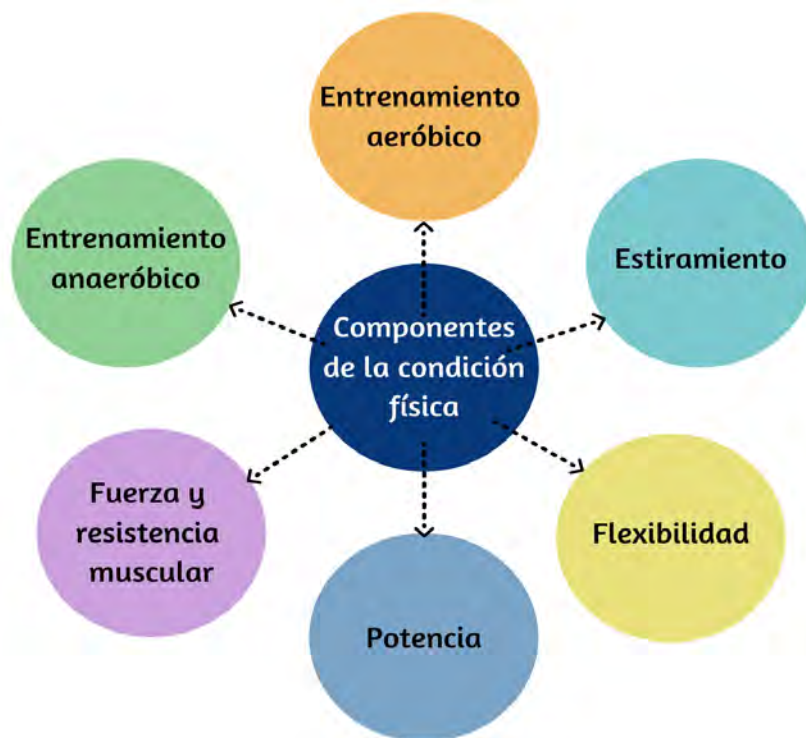 Entrenamiento
aeróbico
Entrenamiento
anaeróbico
Estiramiento
Componentes
de la condición
física
Fuerza y
resistencia
muscular
Flexibilidad
Potencia